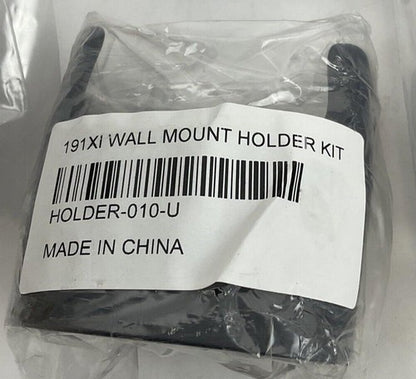 191XI WALL MOUNT HOLDER KIT
HOLDER-010-U
MADE IN CHINA